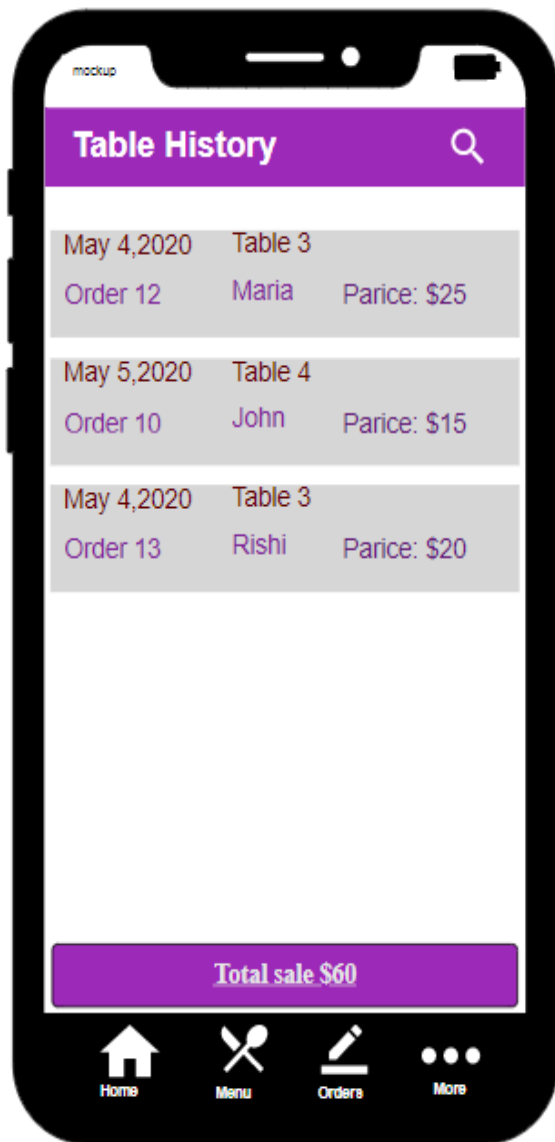 mockup
Table History
May 4,2020 Table 3
Order 12 Maria Parice: $25
May 5,2020 Table 4
Order 10 John Parice: $15
May 4,2020 Table 3
Order 13 Rishi Parice: $20
Total sale $60
Home Menu Orders More